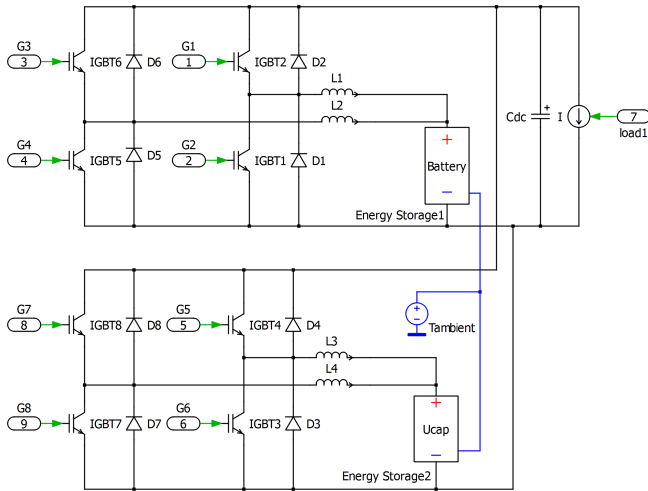 G3
3
IGBT6
D6
G1
1
IGBT2
D2
L1
L2
Cdc
+
I
7
load1
G4
4
IGBT5
D5
G2
2
IGBT1
D1
+
Battery
−
Energy Storage1
G7
8
IGBT8
D8
G5
5
IGBT4
D4
+
−
Tambient
L3
L4
G8
9
IGBT7
D7
G6
6
IGBT3
D3
+
Ucap
−
Energy Storage2